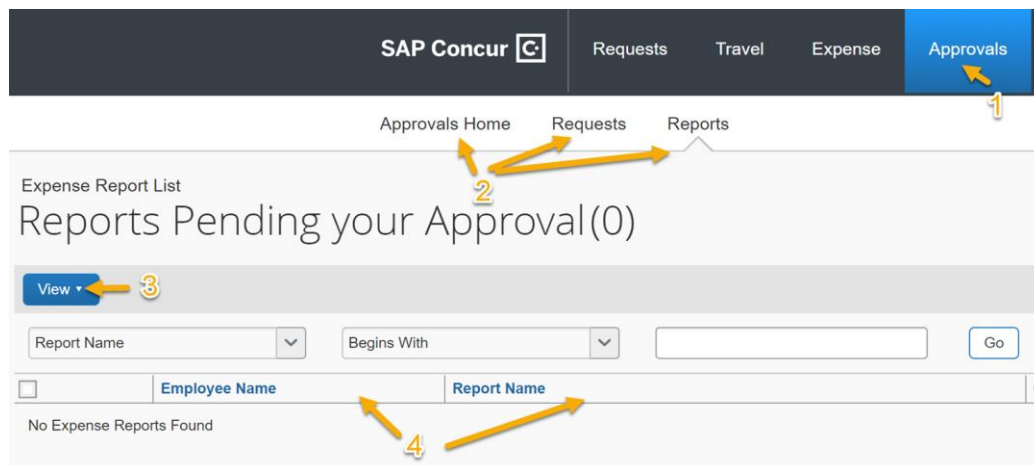 SAP Concur C Requests Travel Expense Approvals
1
Approvals Home Requests Reports
2
Expense Report List
Reports Pending your Approval(0)
View 3
Report Name Begins With Go
Employee Name Report Name
No Expense Reports Found
4